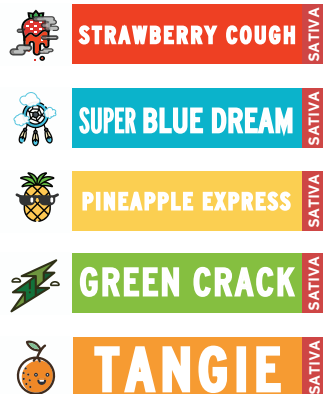 STRAWBERRY COUGH SATIVA
SUPER BLUE DREAM SATIVA
PINEAPPLE EXPRESS SATIVA
GREEN CRACK SATIVA
TANGIE SATIVA